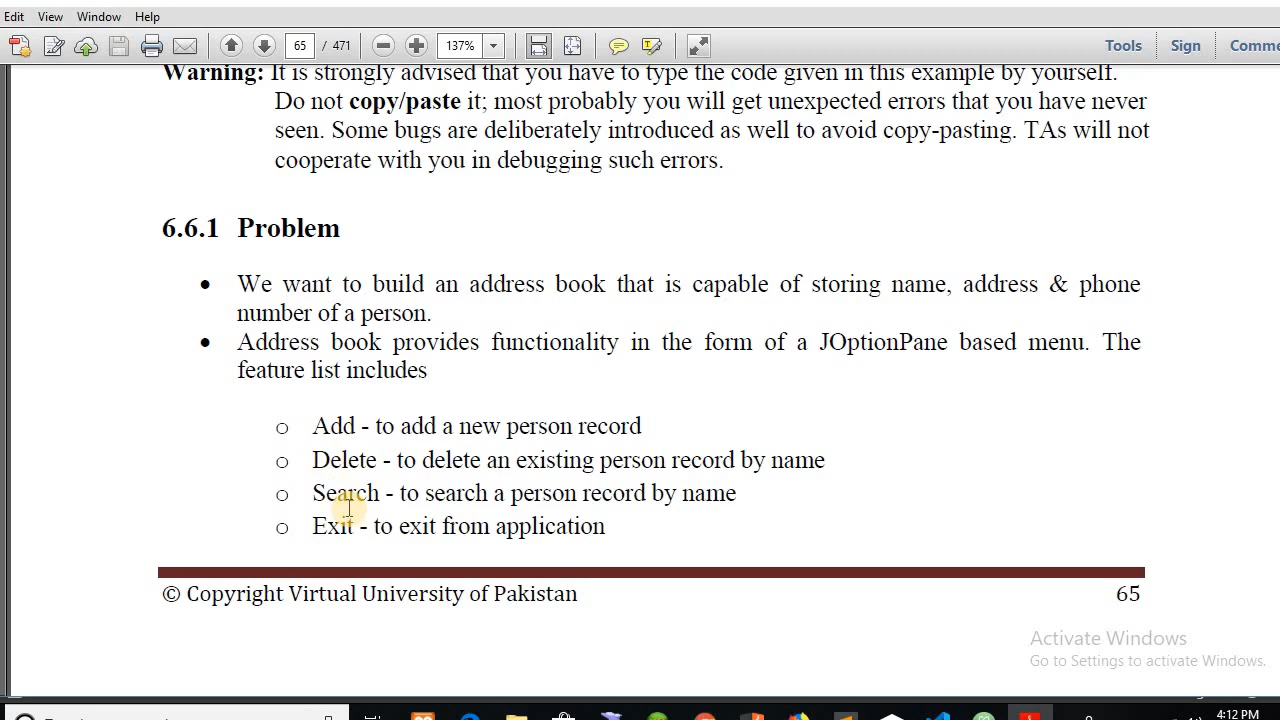 Edit View Window Help
65 / 471 137% Tools Sign Comme
Warning: It is strongly advised that you have to type the code given in this example by yourself.
Do not copy/paste it; most probably you will get unexpected errors that you have never
seen. Some bugs are deliberately introduced as well to avoid copy-pasting. TAs will not
cooperate with you in debugging such errors.
6.6.1 Problem
• We want to build an address book that is capable of storing name, address & phone
number of a person.
• Address book provides functionality in the form of a JOptionPane based menu. The
feature list includes
o Add - to add a new person record
o Delete - to delete an existing person record by name
o Search - to search a person record by name
o Exit - to exit from application
© Copyright Virtual University of Pakistan 65
Activate Windows
Go to Settings to activate Windows.
4:12 PM